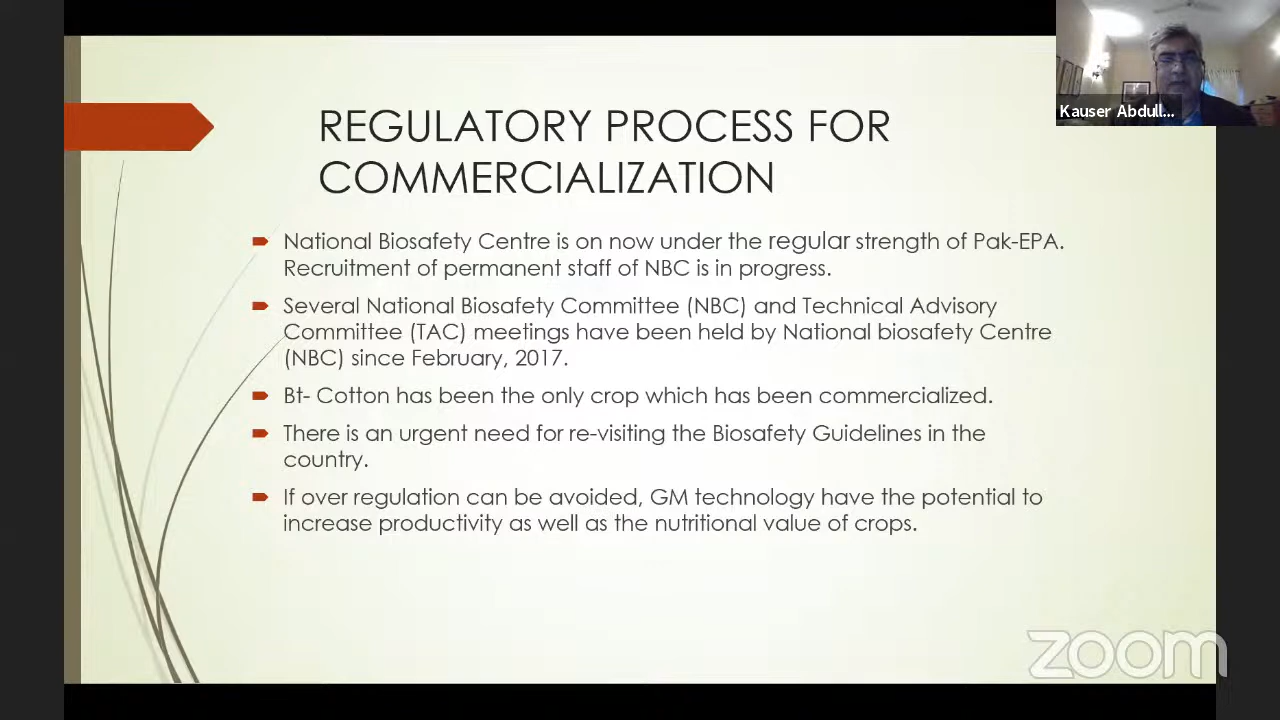 Kauser Abdull...
REGULATORY PROCESS FOR
COMMERCIALIZATION
National Biosafety Centre is on now under the regular strength of Pak-EPA.
Recruitment of permanent staff of NBC is in progress.
Several National Biosafety Committee (NBC) and Technical Advisory
Committee (TAC) meetings have been held by National biosafety Centre
(NBC) since February, 2017.
Bt- Cotton has been the only crop which has been commercialized.
There is an urgent need for re-visiting the Biosafety Guidelines in the
country.
If over regulation can be avoided, GM technology have the potential to
increase productivity as well as the nutritional value of crops.
zoom